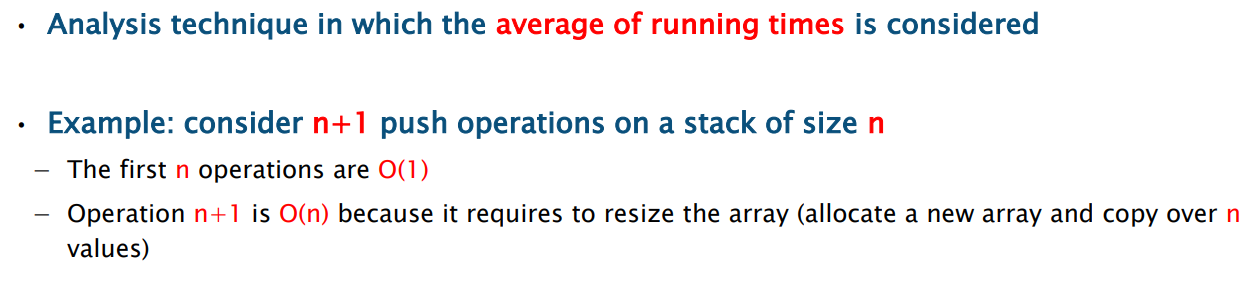 • Analysis technique in which the average of running times is considered
• Example: consider n+1 push operations on a stack of size n
– The first n operations are O(1)
– Operation n+1 is O(n) because it requires to resize the array (allocate a new array and copy over n
values)